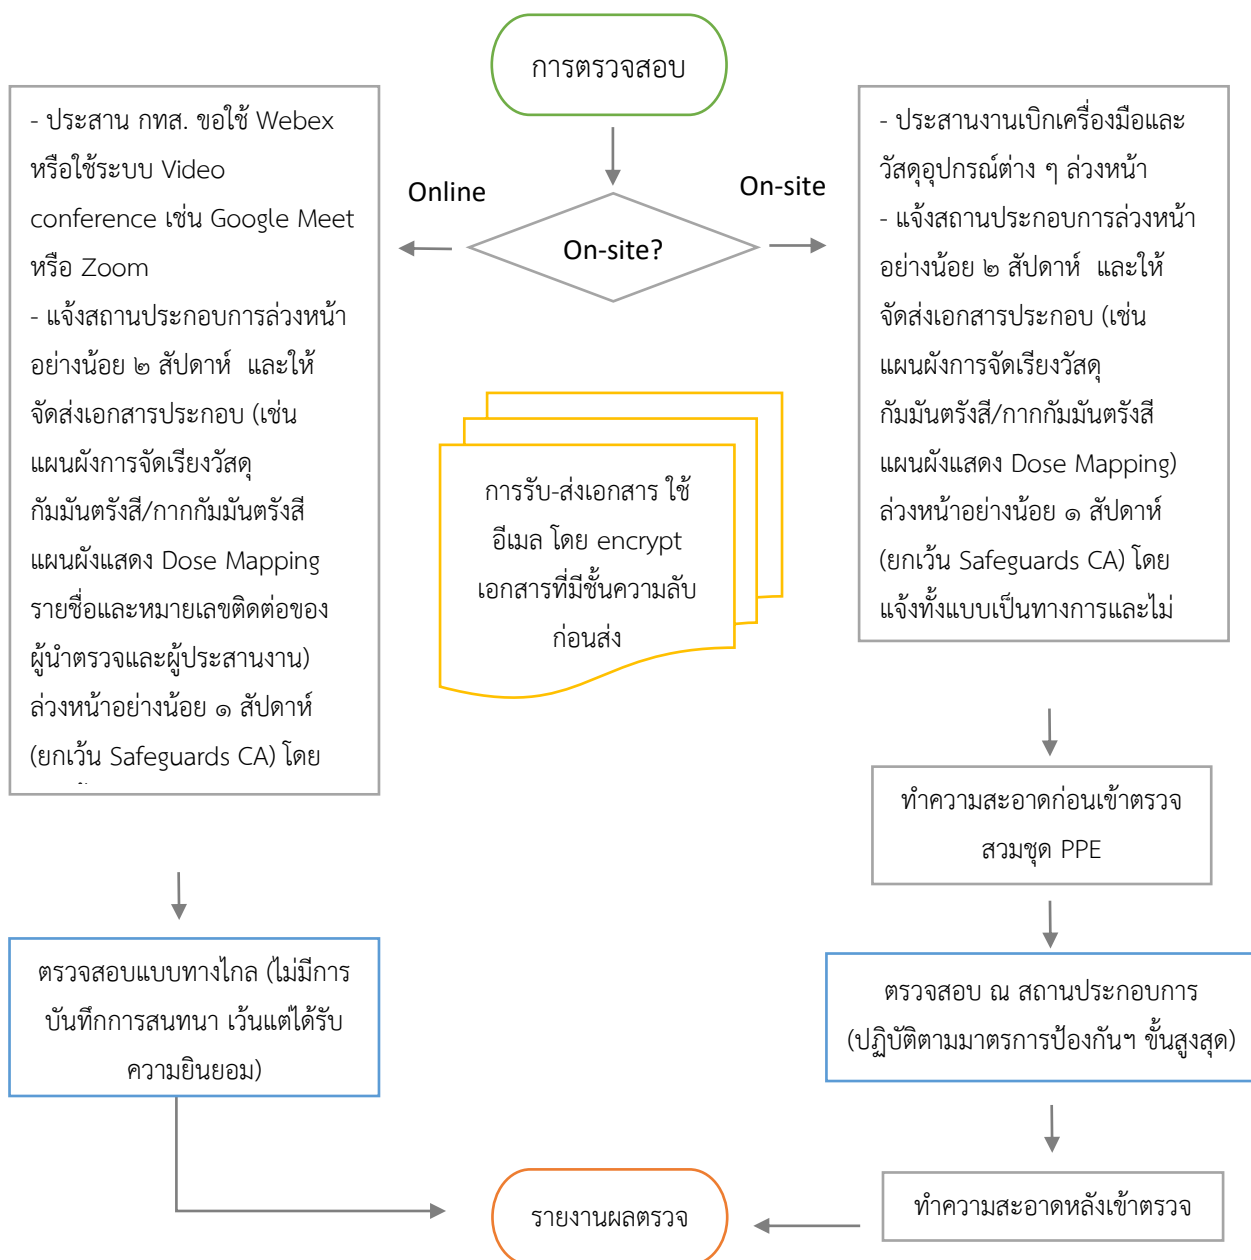 การตรวจสอบ
On-site?
Online
On-site
- ประสาน กทส. ขอใช้ Webex
หรือใช้ระบบ Video
conference เช่น Google Meet
หรือ Zoom
- แจ้งสถานประกอบการล่วงหน้า
อย่างน้อย ๒ สัปดาห์ และให้
จัดส่งเอกสารประกอบ (เช่น
แผนผังการจัดเรียงวัสดุ
กัมมันตรังสี/กากกัมมันตรังสี
แผนผังแสดง Dose Mapping
รายชื่อและหมายเลขติดต่อของ
ผู้นำตรวจและผู้ประสานงาน)
ล่วงหน้าอย่างน้อย ๑ สัปดาห์
(ยกเว้น Safeguards CA) โดย
การรับ-ส่งเอกสาร ใช้
อีเมล โดย encrypt
เอกสารที่มีชั้นความลับ
ก่อนส่ง
- ประสานงานเบิกเครื่องมือและ
วัสดุอุปกรณ์ต่าง ๆ ล่วงหน้า
- แจ้งสถานประกอบการล่วงหน้า
อย่างน้อย ๒ สัปดาห์ และให้
จัดส่งเอกสารประกอบ (เช่น
แผนผังการจัดเรียงวัสดุ
กัมมันตรังสี/กากกัมมันตรังสี
แผนผังแสดง Dose Mapping)
ล่วงหน้าอย่างน้อย ๑ สัปดาห์
(ยกเว้น Safeguards CA) โดย
แจ้งทั้งแบบเป็นทางการและไม่
ทำความสะอาดก่อนเข้าตรวจ
สวมชุด PPE
ตรวจสอบแบบทางไกล (ไม่มีการ
บันทึกการสนทนา เว้นแต่ได้รับ
ความยินยอม)
ตรวจสอบ ณ สถานประกอบการ
(ปฏิบัติตามมาตรการป้องกันฯ ขั้นสูงสุด)
ทำความสะอาดหลังเข้าตรวจ
รายงานผลตรวจ